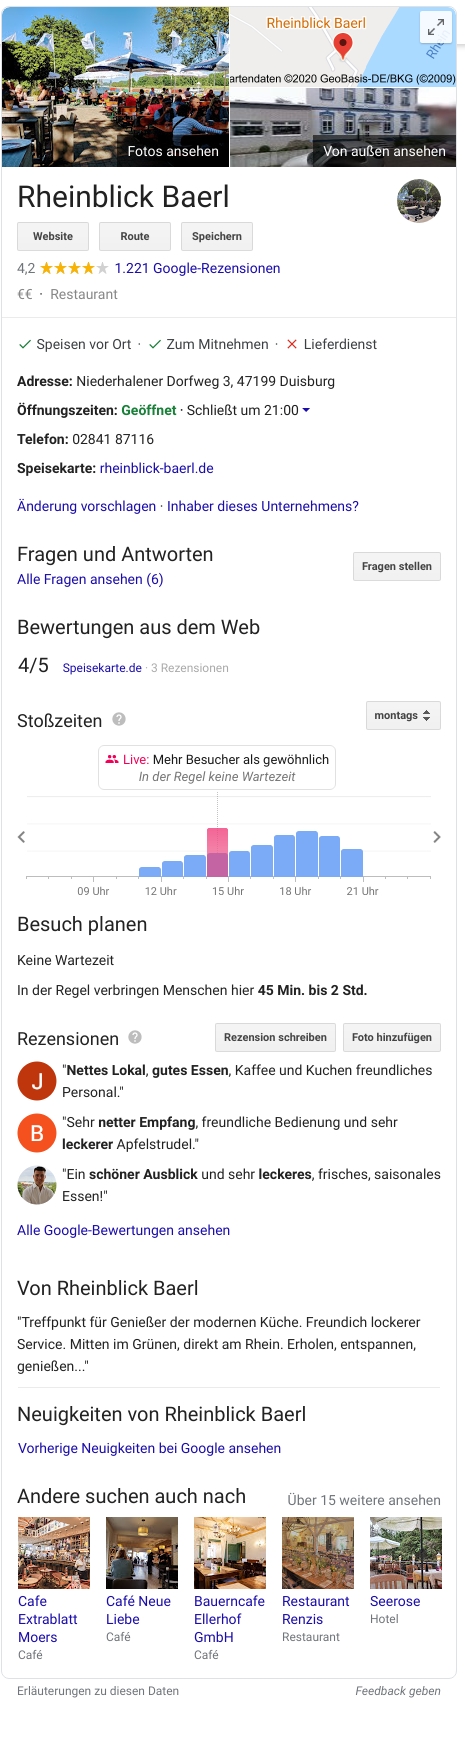 Rheinblick Baerl
Rh
artendaten ©2020 GeoBasis-DE/BKG (©2009)
Fotos ansehen
Von außen ansehen
Rheinblick Baerl
Website Route Speichern
4,2 1.221 Google-Rezensionen
€€ · Restaurant
Speisen vor Ort · Zum Mitnehmen · Lieferdienst
Adresse: Niederhalener Dorfweg 3, 47199 Duisburg
Öffnungszeiten: Geöffnet · Schließt um 21:00
Telefon: 02841 87116
Speisekarte: rheinblick-baerl.de
Änderung vorschlagen · Inhaber dieses Unternehmens?
Fragen und Antworten
Fragen stellen
Alle Fragen ansehen (6)
Bewertungen aus dem Web
4/5 Speisekarte.de · 3 Rezensionen
Stoßzeiten ? montags
Live: Mehr Besucher als gewöhnlich
In der Regel keine Wartezeit
09 Uhr 12 Uhr 15 Uhr 18 Uhr 21 Uhr
Besuch planen
Keine Wartezeit
In der Regel verbringen Menschen hier 45 Min. bis 2 Std.
Rezensionen ? Rezension schreiben Foto hinzufügen
J
"Nettes Lokal, gutes Essen, Kaffee und Kuchen freundliches
Personal."
B
"Sehr netter Empfang, freundliche Bedienung und sehr
leckerer Apfelstrudel."
"Ein schöner Ausblick und sehr leckeres, frisches, saisonales
Essen!"
Alle Google-Bewertungen ansehen
Von Rheinblick Baerl
"Treffpunkt für Genießer der modernen Küche. Freundich lockerer
Service. Mitten im Grünen, direkt am Rhein. Erholen, entspannen,
genießen..."
Neuigkeiten von Rheinblick Baerl
Vorherige Neuigkeiten bei Google ansehen
Andere suchen auch nach Über 15 weitere ansehen
Cafe
Extrablatt
Moers
Café
Café Neue
Liebe
Café
Bauerncafe
Ellerhof
GmbH
Café
Restaurant
Renzis
Restaurant
Seerose
Hotel
Erläuterungen zu diesen Daten Feedback geben